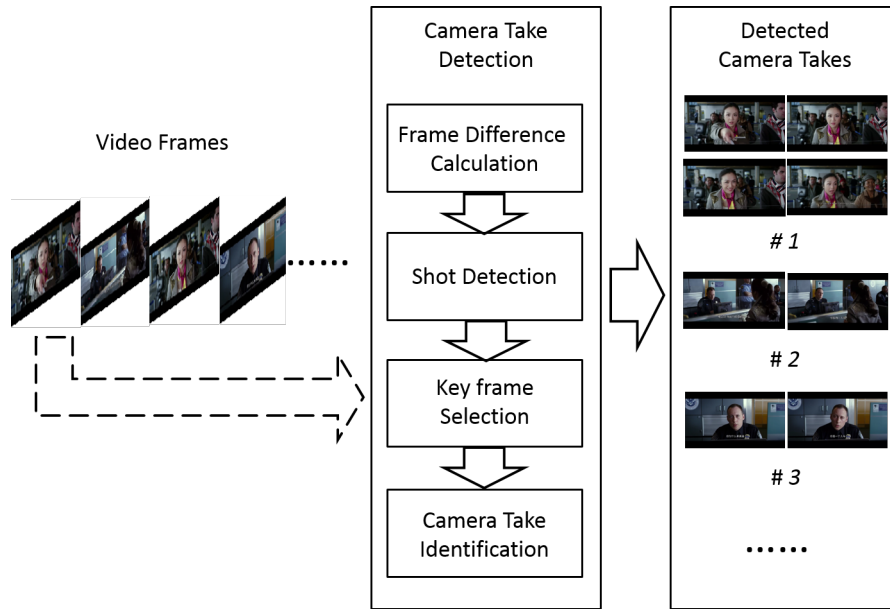 Video Frames
......
Camera Take
Detection
Frame Difference
Calculation
Shot Detection
Key frame
Selection
Camera Take
Identification
Detected
Camera Takes
# 1
# 2
# 3
......